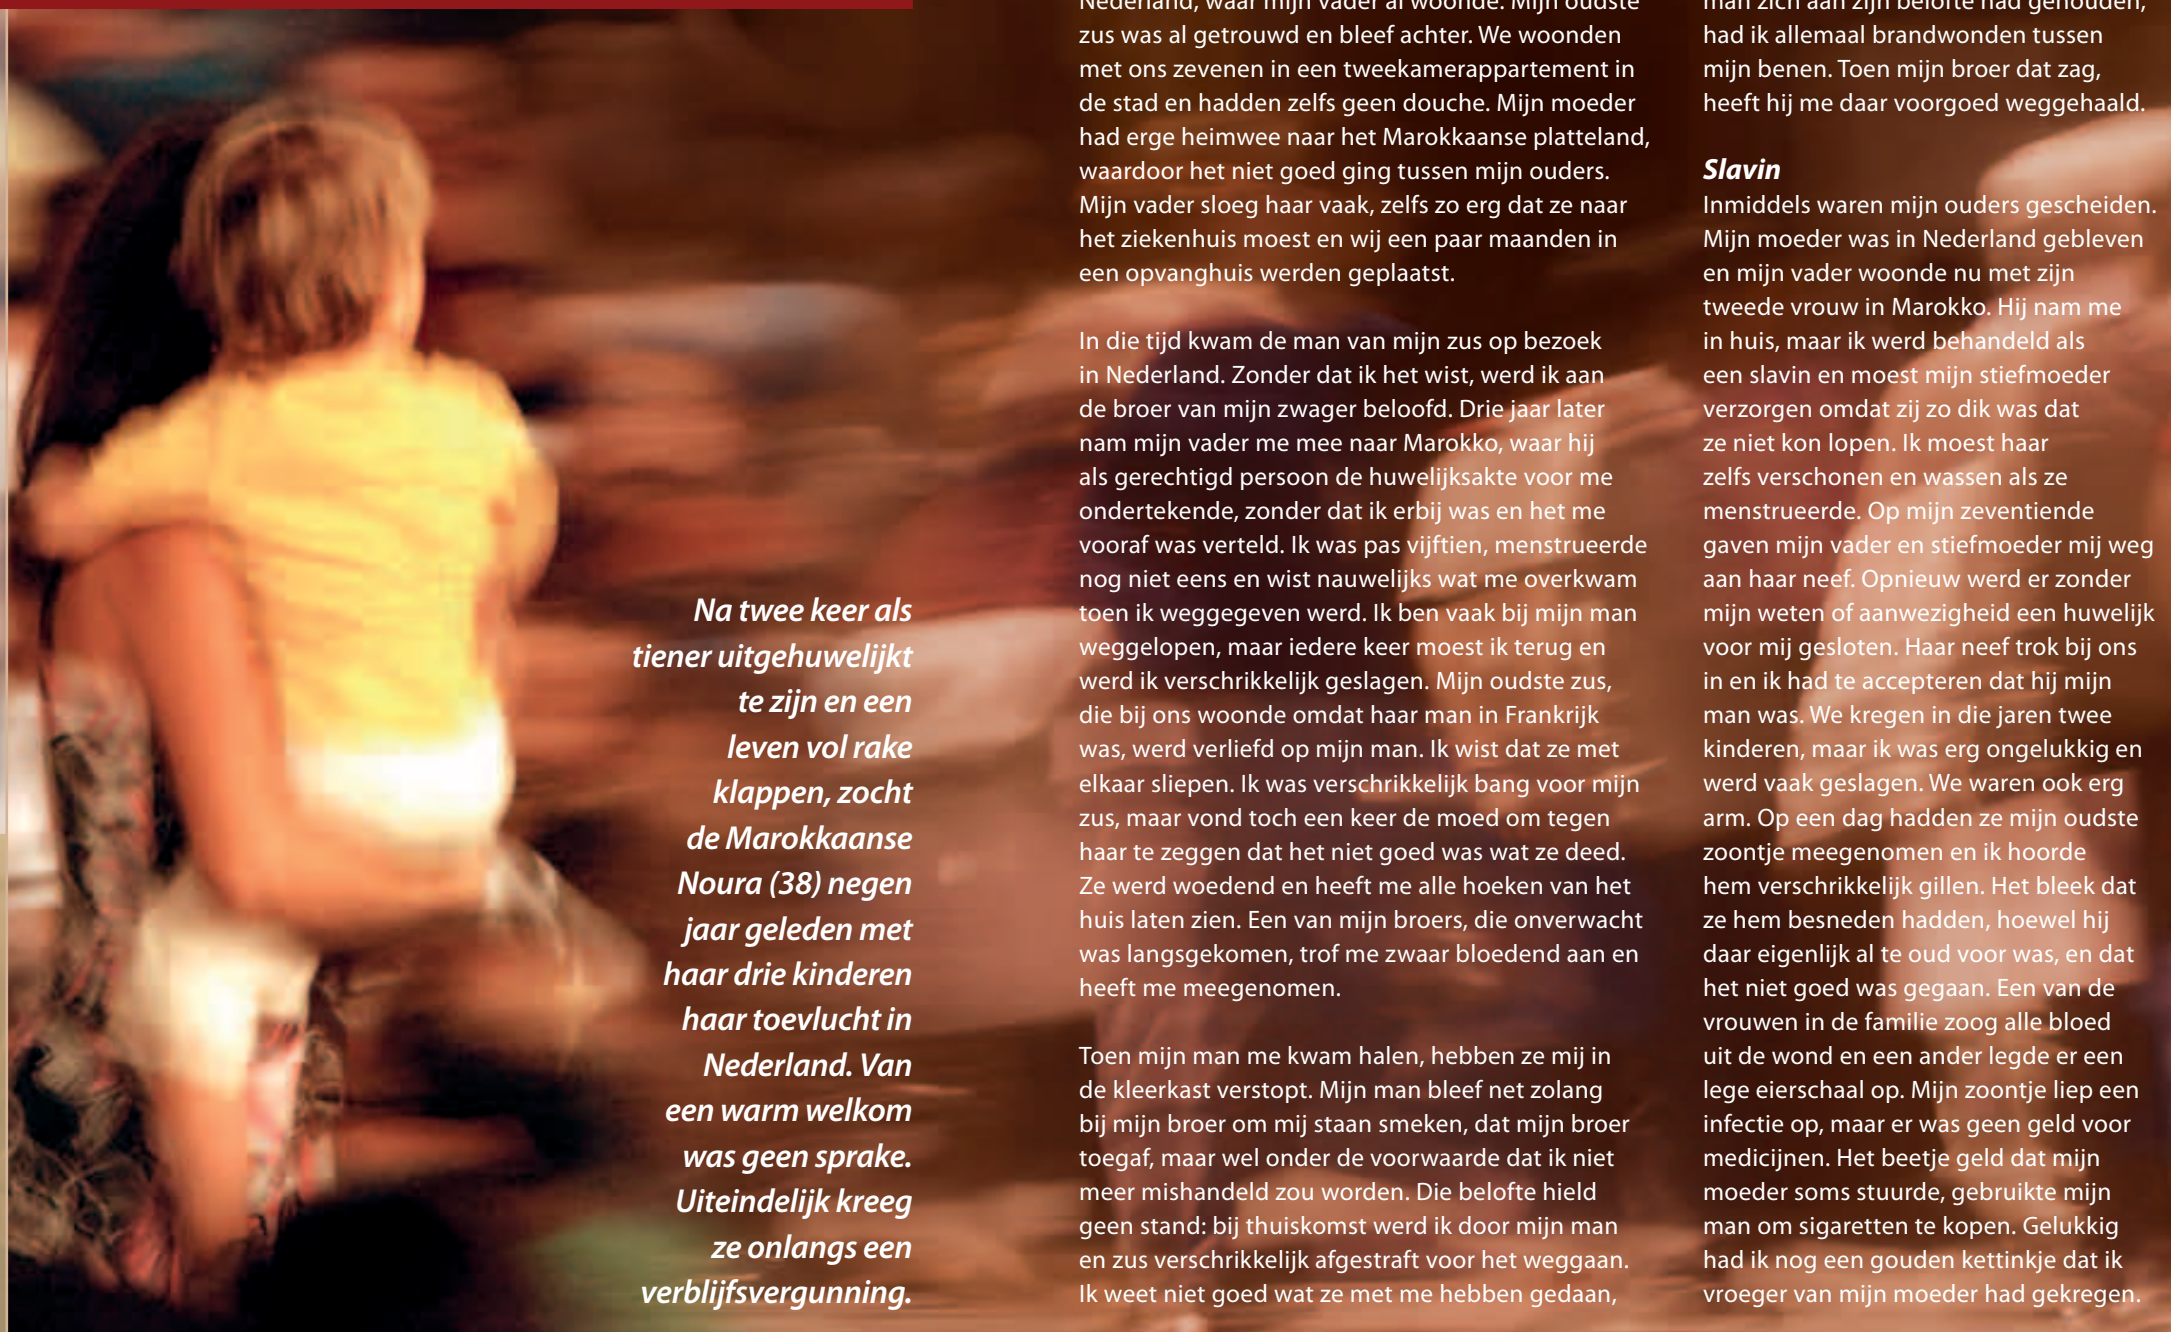 Na twee keer als
tiener uitgehuwelijkt
te zijn en een
leven vol rake
klappen, zocht
de Marokkaanse
Noura (38) negen
jaar geleden met
haar drie kinderen
haar toevlucht in
Nederland. Van
een warm welkom
was geen sprake.
Uiteindelijk kreeg
ze onlangs een
verblijfsvergunning.
Nederland, waar mijn vader al woonde. Mijn oudste
zus was al getrouwd en bleef achter. We woonden
met ons zevenen in een tweekamerappartement in
de stad en hadden zelfs geen douche. Mijn moeder
had erge heimwee naar het Marokkaanse platteland,
waardoor het niet goed ging tussen mijn ouders.
Mijn vader sloeg haar vaak, zelfs zo erg dat ze naar
het ziekenhuis moest en wij een paar maanden in
een opvanghuis werden geplaatst.
In die tijd kwam de man van mijn zus op bezoek
in Nederland. Zonder dat ik het wist, werd ik aan
de broer van mijn zwager beloofd. Drie jaar later
nam mijn vader me mee naar Marokko, waar hij
als gerechtigd persoon de huwelijksakte voor me
ondertekende, zonder dat ik erbij was en het me
vooraf was verteld. Ik was pas vijftien, menstrueerde
nog niet eens en wist nauwelijks wat me overkwam
toen ik weggegeven werd. Ik ben vaak bij mijn man
weggelopen, maar iedere keer moest ik terug en
werd ik verschrikkelijk geslagen. Mijn oudste zus,
die bij ons woonde omdat haar man in Frankrijk
was, werd verliefd op mijn man. Ik wist dat ze met
elkaar sliepen. Ik was verschrikkelijk bang voor mijn
zus, maar vond toch een keer de moed om tegen
haar te zeggen dat het niet goed was wat ze deed.
Ze werd woedend en heeft me alle hoeken van het
huis laten zien. Een van mijn broers, die onverwacht
was langsgekomen, trof me zwaar bloedend aan en
heeft me meegenomen.
Toen mijn man me kwam halen, hebben ze mij in
de kleerkast verstopt. Mijn man bleef net zolang
bij mijn broer om mij staan smeken, dat mijn broer
toegaf, maar wel onder de voorwaarde dat ik niet
meer mishandeld zou worden. Die belofte hield
geen stand: bij thuiskomst werd ik door mijn man
en zus verschrikkelijk afgestraft voor het weggaan.
Ik weet niet goed wat ze met me hebben gedaan,
man zich aan zijn belofte had gehouden,
had ik allemaal brandwonden tussen
mijn benen. Toen mijn broer dat zag,
heeft hij me daar voorgoed weggehaald.
Slavin
Inmiddels waren mijn ouders gescheiden.
Mijn moeder was in Nederland gebleven
en mijn vader woonde nu met zijn
tweede vrouw in Marokko. Hij nam me
in huis, maar ik werd behandeld als
een slavin en moest mijn stiefmoeder
verzorgen omdat zij zo dik was dat
ze niet kon lopen. Ik moest haar
zelfs verschonen en wassen als ze
menstrueerde. Op mijn zeventiende
gaven mijn vader en stiefmoeder mij weg
aan haar neef. Opnieuw werd er zonder
mijn weten of aanwezigheid een huwelijk
voor mij gesloten. Haar neef trok bij ons
in en ik had te accepteren dat hij mijn
man was. We kregen in die jaren twee
kinderen, maar ik was erg ongelukkig en
werd vaak geslagen. We waren ook erg
arm. Op een dag hadden ze mijn oudste
zoontje meegenomen en ik hoorde
hem verschrikkelijk gillen. Het bleek dat
ze hem besneden hadden, hoewel hij
daar eigenlijk al te oud voor was, en dat
het niet goed was gegaan. Een van de
vrouwen in de familie zoog alle bloed
uit de wond en een ander legde er een
lege eierschaal op. Mijn zoontje liep een
infectie op, maar er was geen geld voor
medicijnen. Het beetje geld dat mijn
moeder soms stuurde, gebruikte mijn
man om sigaretten te kopen. Gelukkig
had ik nog een gouden kettinkje dat ik
vroeger van mijn moeder had gekregen.